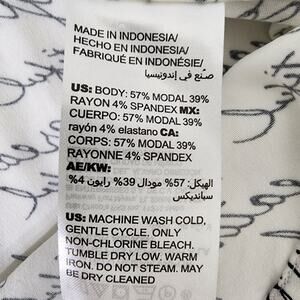 MADE IN INDONESIA/
HECHO EN INDONESIA/
FABRIQUÉ EN INDONÉSIE/
صنع في إندونيسيا
US: BODY: 57% MODAL 39%
RAYON 4% SPANDEX MX:
CUERPO: 57% MODAL 39%
rayón 4% elastano CA:
CORPS: 57% MODAL 39%
RAYONNE 4% SPANDEX
AE/KW:
الهيكل: 57% مودال 39% رايون 4%
سبانديكس
US: MACHINE WASH COLD,
GENTLE CYCLE. ONLY
NON-CHLORINE BLEACH.
TUMBLE DRY LOW. WARM
IRON. DO NOT STEAM. MAY
BE DRY CLEANED